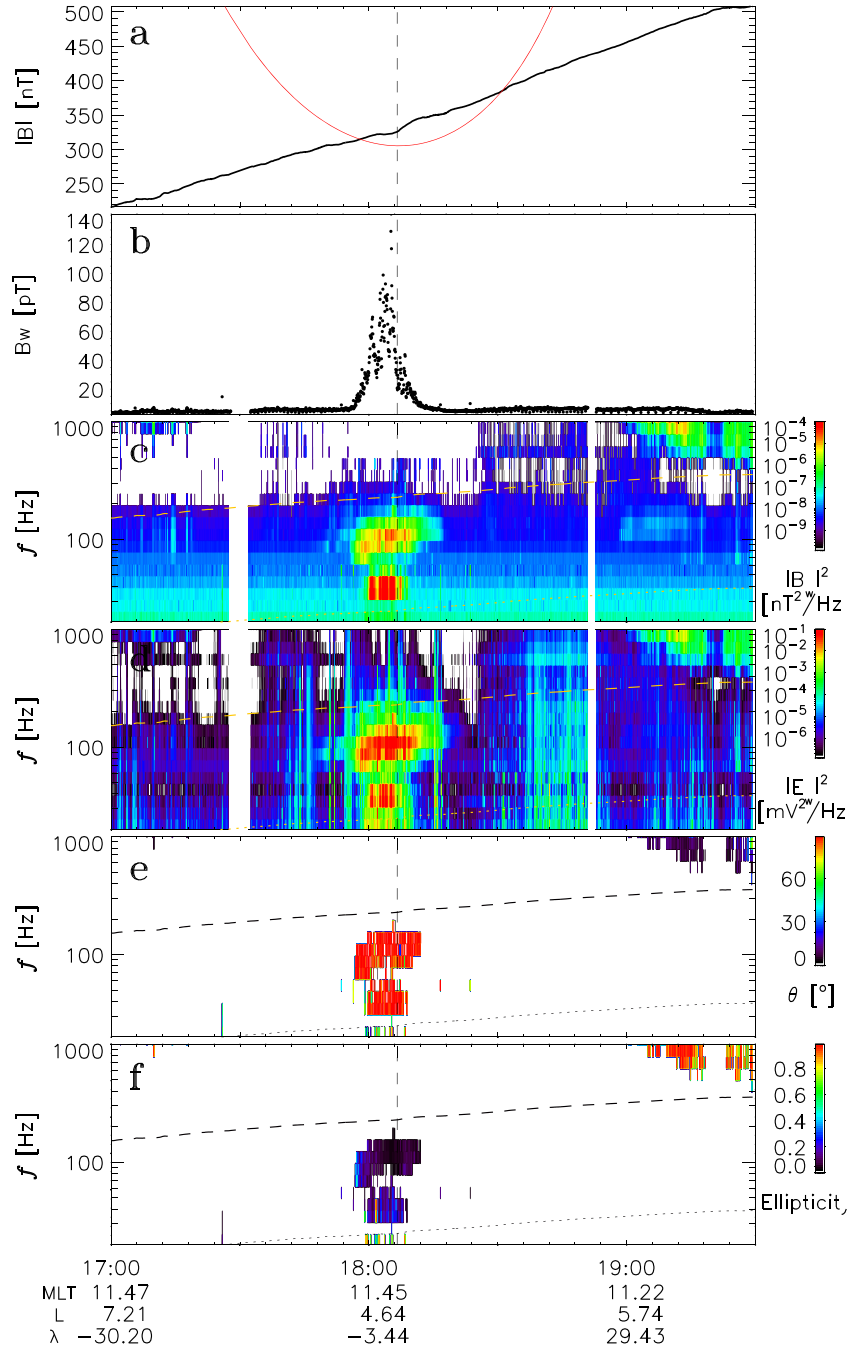 a
500
450
400
350
300
250
|B| [nT]
b
140
120
100
80
60
40
20
Bw [pT]
c
1000
100
f [Hz]
10⁻⁴
10⁻⁵
10⁻⁶
10⁻⁷
10⁻⁸
10⁻⁹
|B_w|²
[nT²/Hz
d
1000
100
f [Hz]
10⁻¹
10⁻²
10⁻³
10⁻⁴
10⁻⁵
10⁻⁶
|E_w|²
[mV²/Hz
e
1000
100
f [Hz]
60
30
0
θ [°]
f
1000
100
f [Hz]
0.8
0.6
0.4
0.2
0.0
Ellipticit
17:00 18:00 19:00
MLT 11.47 11.45 11.22
L 7.21 4.64 5.74
λ −30.20 −3.44 29.43